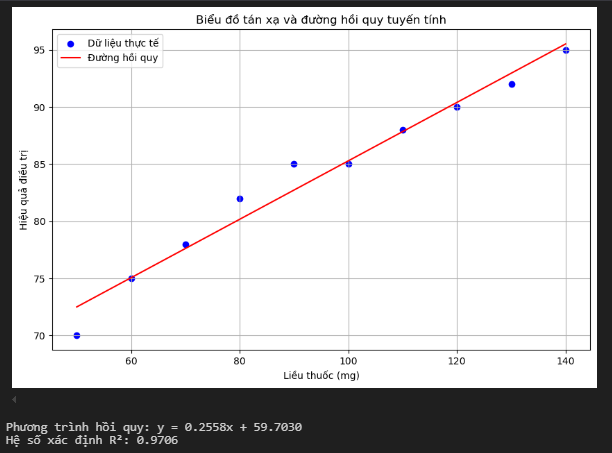 Biểu đồ tán xạ và đường hồi quy tuyến tính
Dữ liệu thực tế
Đường hồi quy
95
90
85
80
75
70
Hiệu quả điều trị
60
80
100
120
140
Liều thuốc (mg)
Phương trình hồi quy: y = 0.2558x + 59.7030
Hệ số xác định R²: 0.9706